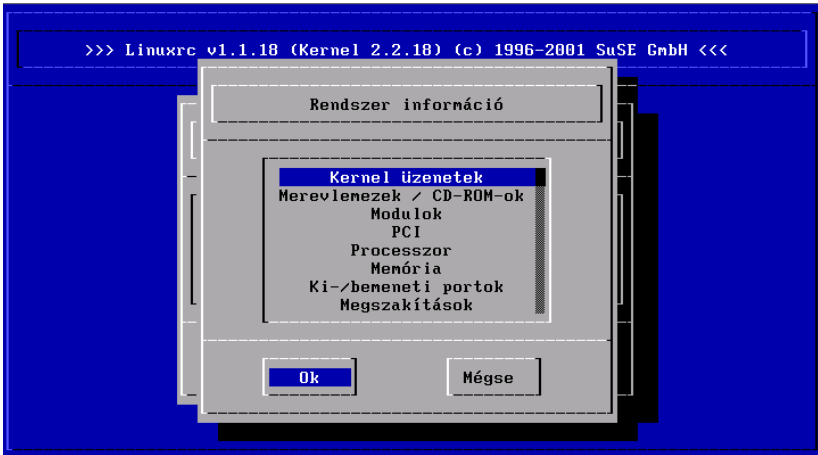 >>> Linuxrc v1.1.18 (Kernel 2.2.18) (c) 1996-2001 SuSE GmbH <<<
Rendszer információ
Kernel üzenetek
Merevlemezek / CD-ROM-ok
Modulok
PCI
Processzor
Memória
Ki-/bemeneti portok
Megszakítások
Ok
Mégse